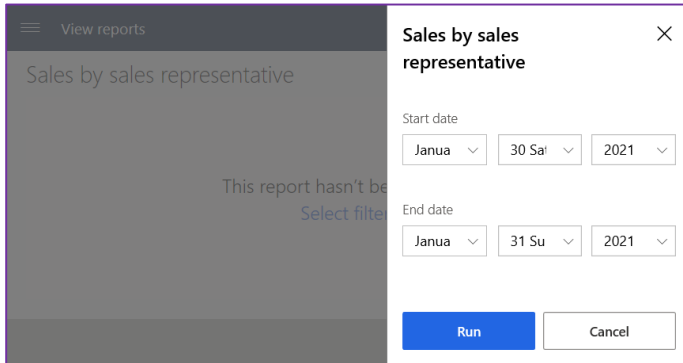 View reports
Sales by sales representative
This report hasn't be
Select filte
Sales by sales
representative
Start date
Janua 30 Sat 2021
End date
Janua 31 Su 2021
Run Cancel